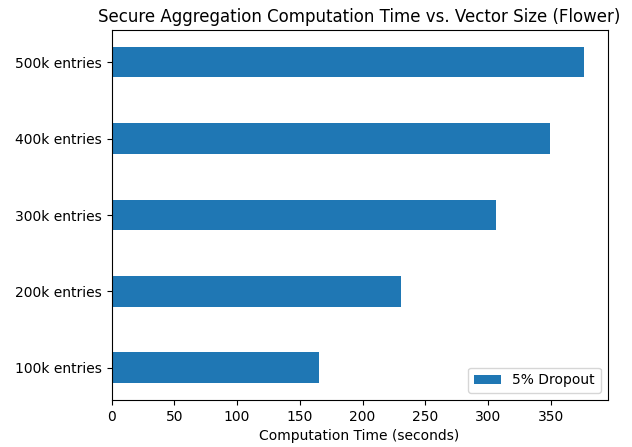 Secure Aggregation Computation Time vs. Vector Size (Flower)
500k entries
400k entries
300k entries
200k entries
100k entries
5% Dropout
0 50 100 150 200 250 300 350
Computation Time (seconds)